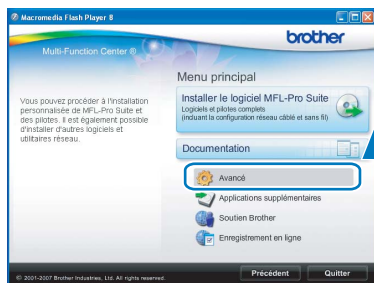 Macromedia Flash Player 8
brother
Multi-Function Center ®
Menu principal
Vous pouvez procéder à l'installation
personnalisée de MFL-Pro Suite et
des pilotes. Il est également possible
d'installer d'autres logiciels et
utilitaires réseau.
Installer le logiciel MFL-Pro Suite
Logiciels et pilotes complets
(incluant la configuration réseau câblé et sans fil)
Documentation
Avancé
Applications supplémentaires
Soutien Brother
Enregistrement en ligne
© 2001-2007 Brother Industries, Ltd. All rights reserved.
Précédent
Quitter